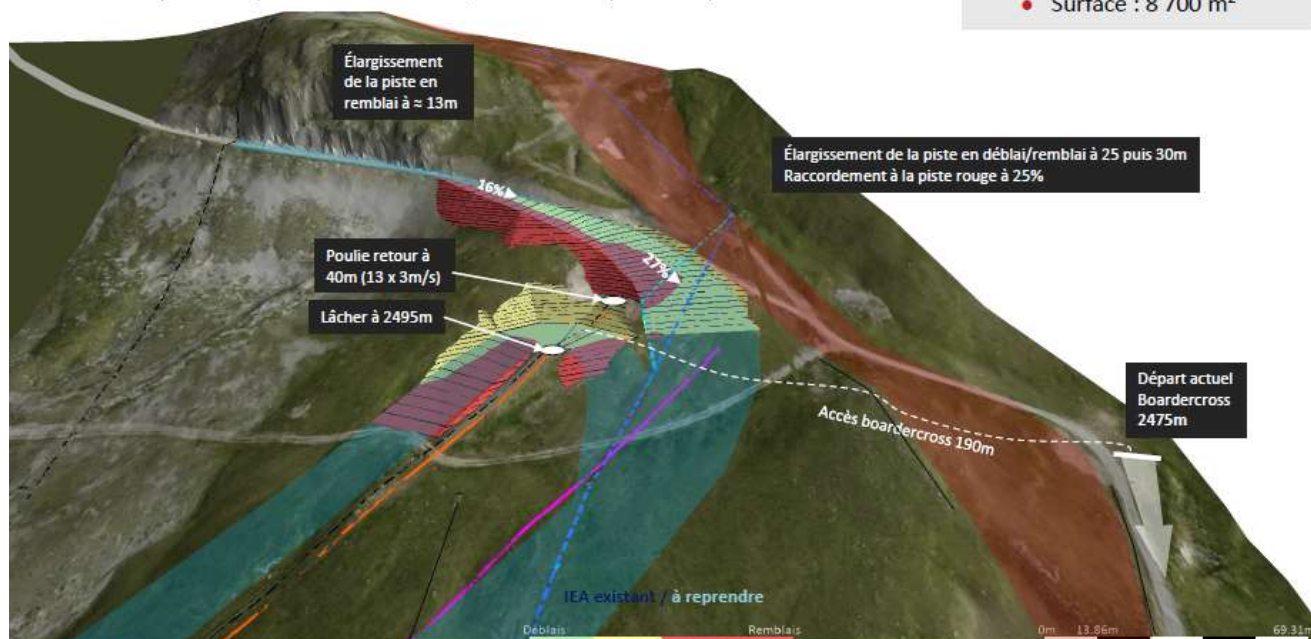 • Surface : 8 700 m²
Élargissement
de la piste en
remblai à ≈ 13m
Élargissement de la piste en déblai/remblai à 25 puis 30m
Raccordement à la piste rouge à 25%
16%
27%
Poulie retour à
40m (13 x 3m/s)
Lâcher à 2495m
Départ actuel
Boardercross
2475m
Accès boardercross 190m
IEA existant / à reprendre
Déblais
Remblais
0m 13.86m 69.31m